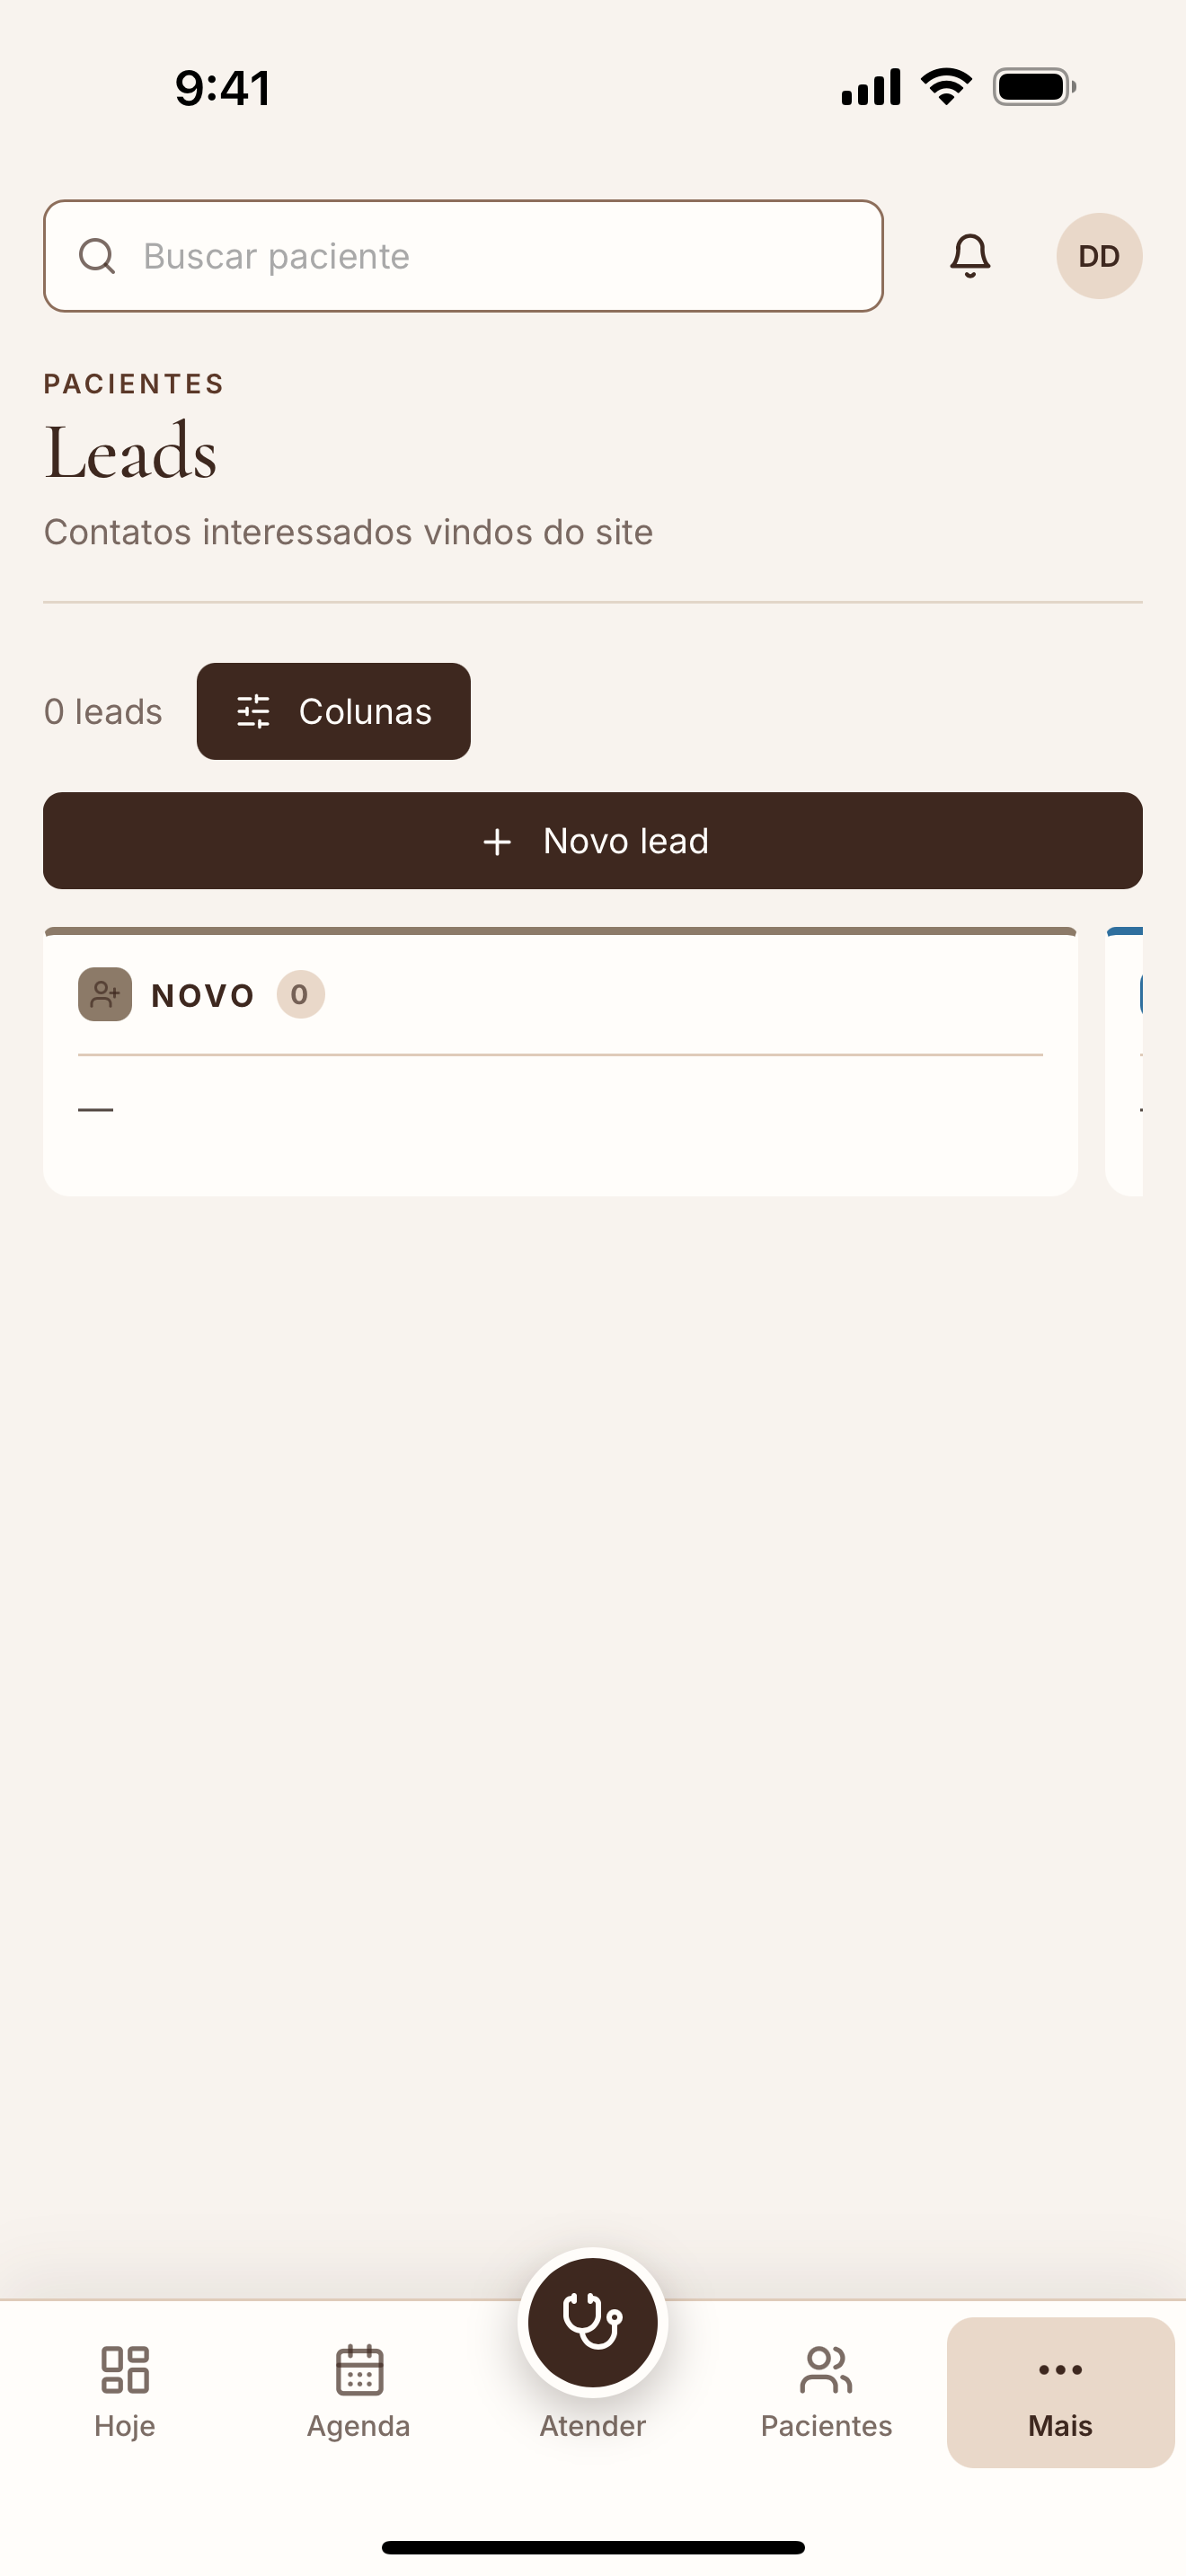 9:41
Buscar paciente
DD
PACIENTES
Leads
Contatos interessados vindos do site
0 leads
Colunas
+ Novo lead
NOVO 0
—
Hoje
Agenda
Atender
Pacientes
Mais